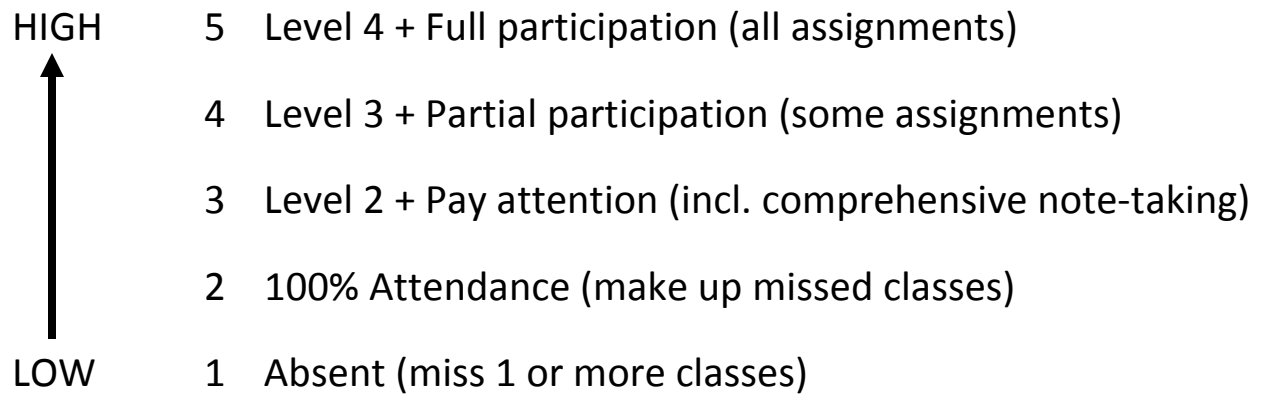 HIGH 5 Level 4 + Full participation (all assignments)
4 Level 3 + Partial participation (some assignments)
3 Level 2 + Pay attention (incl. comprehensive note-taking)
2 100% Attendance (make up missed classes)
LOW 1 Absent (miss 1 or more classes)